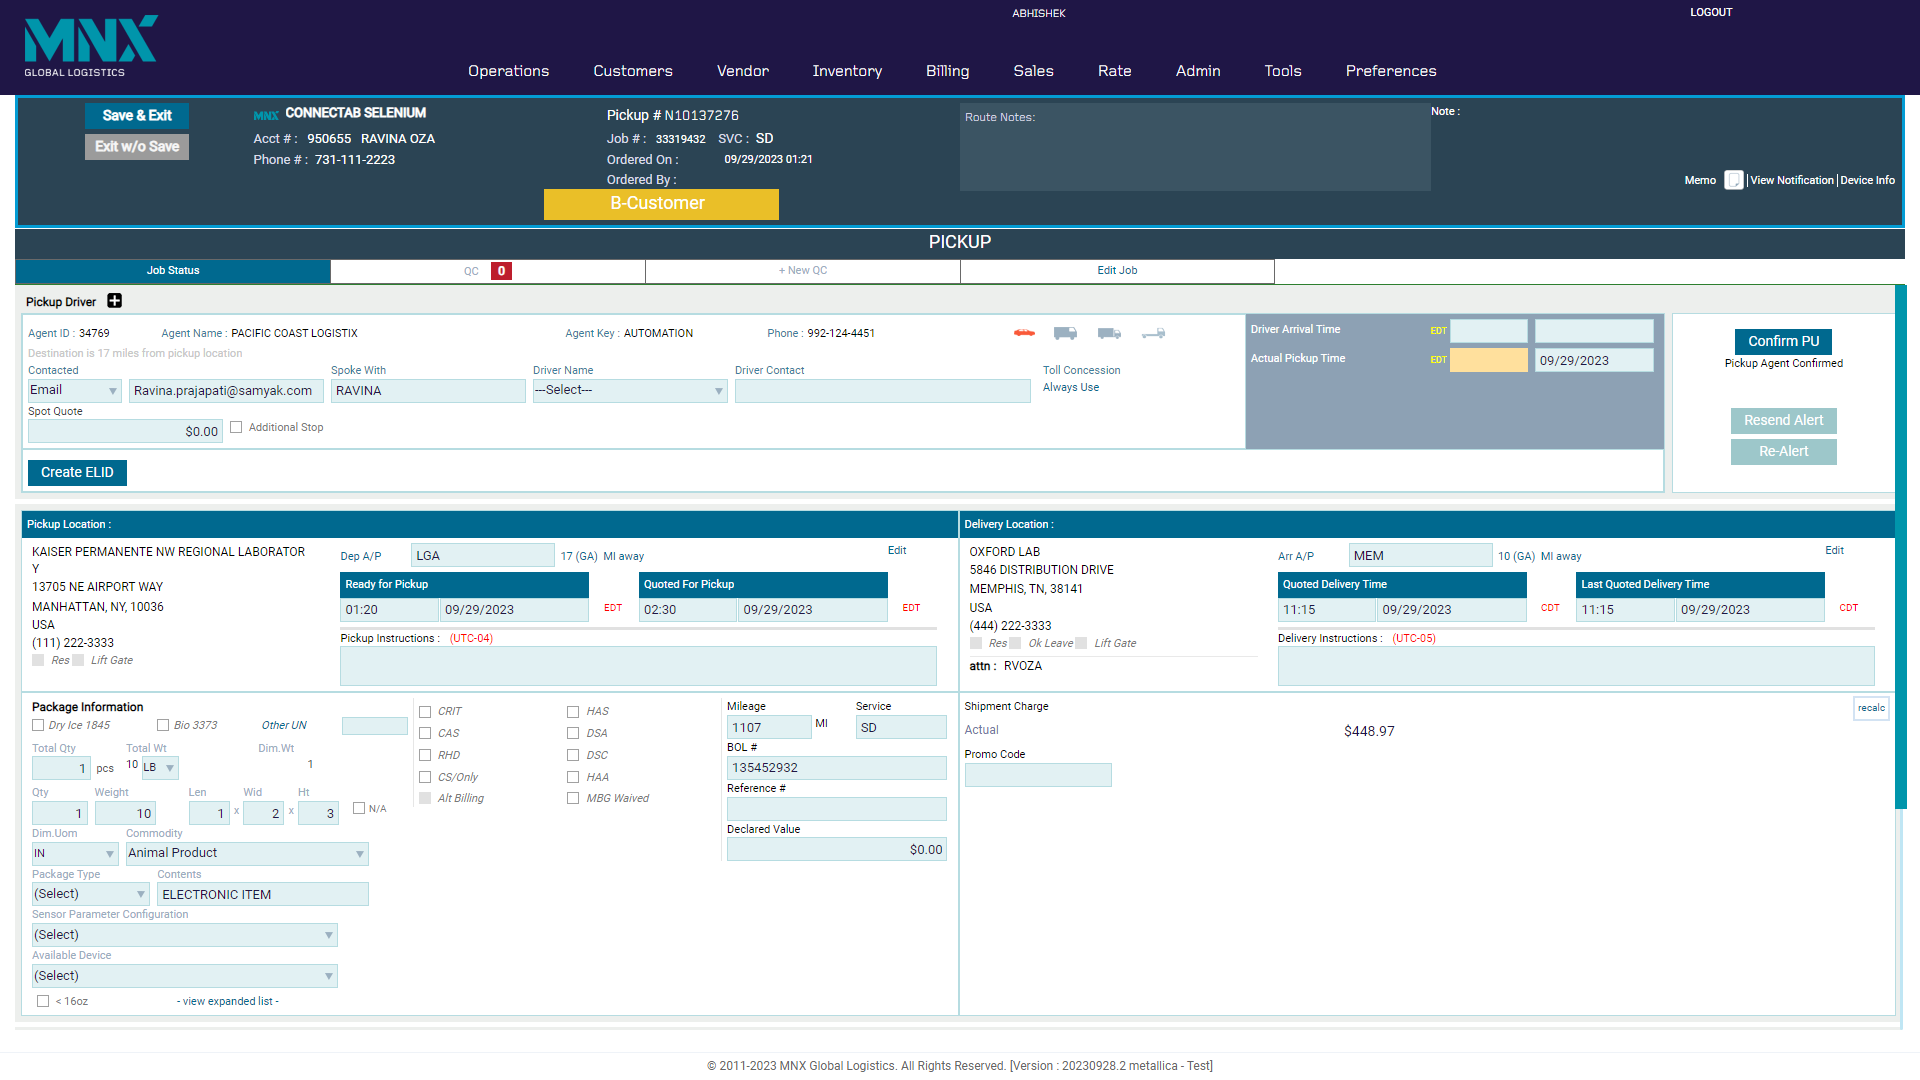 MNX
GLOBAL LOGISTICS
ABHISHEK
LOGOUT
Operations Customers Vendor Inventory Billing Sales Rate Admin Tools Preferences
Save & Exit
Exit w/o Save
MNX CONNECTAB SELENIUM
Acct # : 950655 RAVINA OZA
Phone # : 731-111-2223
Pickup # N10137276
Job # : 33319432 SVC : SD
Ordered On : 09/29/2023 01:21
Ordered By :
B-Customer
Route Notes:
Note :
Memo | View Notification | Device Info
PICKUP
Job Status QC 0 + New QC Edit Job
Pickup Driver
Agent ID : 34769 Agent Name : PACIFIC COAST LOGISTIX Agent Key : AUTOMATION Phone : 992-124-4451
Destination is 17 miles from pickup location
Contacted Spoke With Driver Name Driver Contact Toll Concession
Email Ravina.prajapati@samyak.com RAVINA ---Select--- Always Use
Spot Quote
$0.00 Additional Stop
Create ELID
Driver Arrival Time EDT
Actual Pickup Time EDT 09/29/2023
Confirm PU
Pickup Agent Confirmed
Resend Alert
Re-Alert
Pickup Location :
KAISER PERMANENTE NW REGIONAL LABORATOR
Y
13705 NE AIRPORT WAY
MANHATTAN, NY, 10036
USA
(111) 222-3333
Res Lift Gate
Dep A/P LGA 17 (GA) MI away Edit
Ready for Pickup Quoted For Pickup
01:20 09/29/2023 EDT 02:30 09/29/2023 EDT
Pickup Instructions : (UTC-04)
Delivery Location :
OXFORD LAB
5846 DISTRIBUTION DRIVE
MEMPHIS, TN, 38141
USA
(444) 222-3333
Res Ok Leave Lift Gate
attn : RVOZA
Arr A/P MEM 10 (GA) MI away Edit
Quoted Delivery Time Last Quoted Delivery Time
11:15 09/29/2023 CDT 11:15 09/29/2023 CDT
Delivery Instructions : (UTC-05)
Package Information
Dry Ice 1845 Bio 3373 Other UN
Total Qty Total Wt Dim.Wt
1 pcs 10 LB 1
Qty Weight Len Wid Ht
1 10 1 x 2 x 3 N/A
Dim.Uom Commodity
IN Animal Product
Package Type Contents
(Select) ELECTRONIC ITEM
Sensor Parameter Configuration
(Select)
Available Device
(Select)
< 16oz - view expanded list -
CRIT HAS
CAS DSA
RHD DSC
CS/Only HAA
Alt Billing MBG Waived
Mileage Service
1107 MI SD
BOL #
135452932
Reference #
Declared Value
$0.00
Shipment Charge recalc
Actual $448.97
Promo Code
© 2011-2023 MNX Global Logistics. All Rights Reserved. [Version : 20230928.2 metallica - Test]